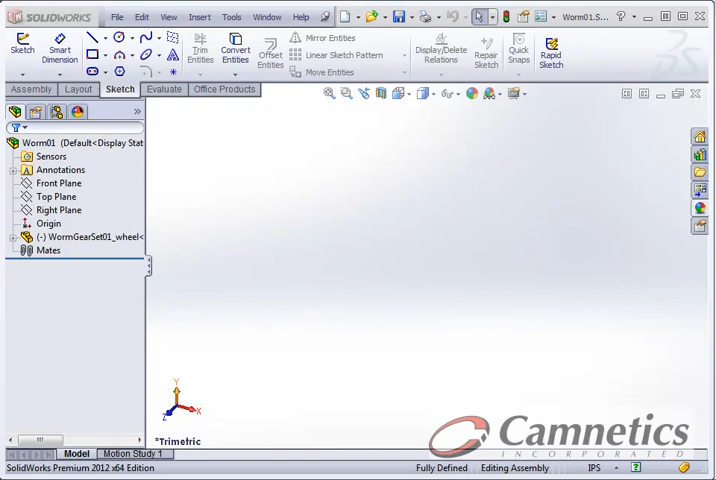 SOLIDWORKS File Edit View Insert Tools Window Help Worm01.S... ?
Sketch Smart Dimension Trim Entities Convert Entities Offset Entities Mirror Entities Linear Sketch Pattern Move Entities Display/Delete Relations Repair Sketch Quick Snaps Rapid Sketch
Assembly Layout Sketch Evaluate Office Products
Worm01 (Default<Display Stat
Sensors
A Annotations
Front Plane
Top Plane
Right Plane
Origin
(-) WormGearSet01_wheel<
Mates
Y
X
Z
*Trimetric
Camnetics
INCORPORATED
Model Motion Study 1
SolidWorks Premium 2012 x64 Edition Fully Defined Editing Assembly IPS ?